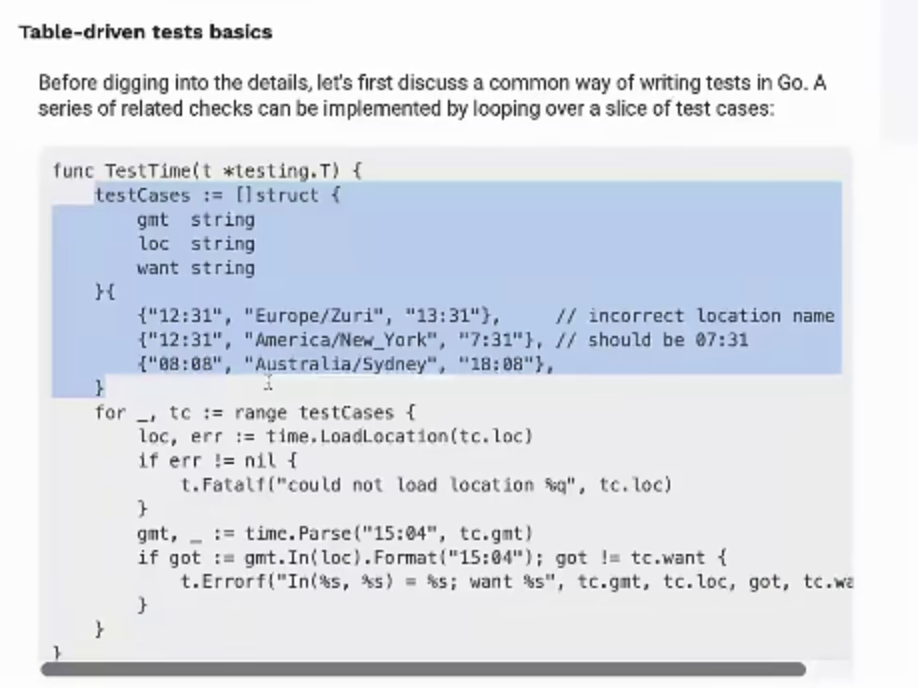 Table-driven tests basics
Before digging into the details, let's first discuss a common way of writing tests in Go. A
series of related checks can be implemented by looping over a slice of test cases:
func TestTime(t *testing.T) {
    testCases := []struct {
        gmt  string
        loc  string
        want string
    }{
        {"12:31", "Europe/Zuri", "13:31"},     // incorrect location name
        {"12:31", "America/New_York", "7:31"}, // should be 07:31
        {"08:08", "Australia/Sydney", "18:08"},
    }
    for _, tc := range testCases {
        loc, err := time.LoadLocation(tc.loc)
        if err != nil {
            t.Fatalf("could not load location %q", tc.loc)
        }
        gmt, _ := time.Parse("15:04", tc.gmt)
        if got := gmt.In(loc).Format("15:04"); got != tc.want {
            t.Errorf("In(%s, %s) = %s; want %s", tc.gmt, tc.loc, got, tc.wa
        }
    }
}